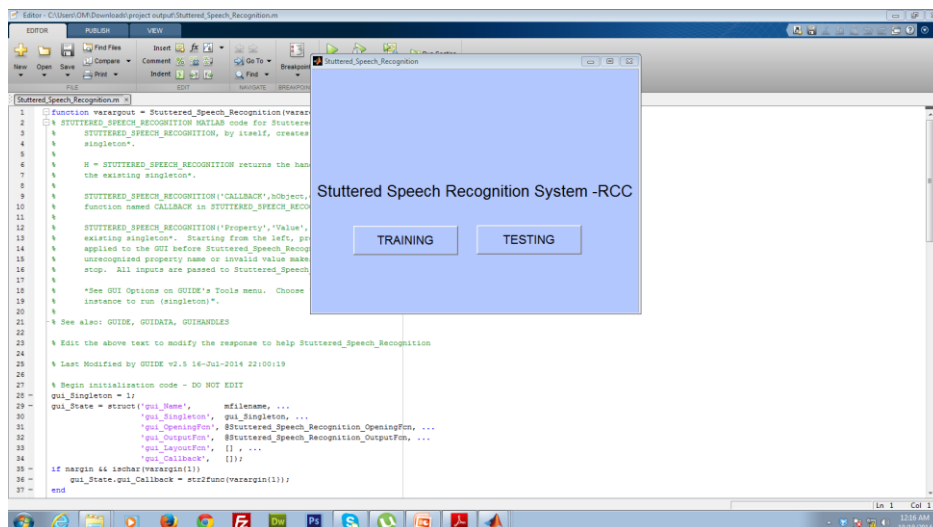 Editor - C:\Users\OM\Downloads\project output\Stuttered_Speech_Recognition.m
EDITOR PUBLISH VIEW
New Open Save Find Files Compare Print
Insert fx Comment % Indent
Go To Find
Breakpoints
FILE EDIT NAVIGATE
Stuttered_Speech_Recognition.m
Stuttered_Speech_Recognition
Stuttered Speech Recognition System -RCC
TRAINING TESTING
1 function varargout = Stuttered_Speech_Recognition(varar
2 % STUTTERED_SPEECH_RECOGNITION MATLAB code for Stuttere
3 % STUTTERED_SPEECH_RECOGNITION, by itself, creates
4 % singleton*.
5 %
6 % H = STUTTERED_SPEECH_RECOGNITION returns the han
7 % the existing singleton*.
8 %
9 % STUTTERED_SPEECH_RECOGNITION('CALLBACK',hObject,
10 % function named CALLBACK in STUTTERED_SPEECH_RECO
11 %
12 % STUTTERED_SPEECH_RECOGNITION('Property','Value',
13 % existing singleton*. Starting from the left, pr
14 % applied to the GUI before Stuttered_Speech_Recog
15 % unrecognized property name or invalid value make
16 % stop. All inputs are passed to Stuttered_Speech
17 %
18 % *See GUI Options on GUIDE's Tools menu. Choose
19 % instance to run (singleton)".
20 %
21 % See also: GUIDE, GUIDATA, GUIHANDLES
22
23 % Edit the above text to modify the response to help Stuttered_Speech_Recognition
24
25 % Last Modified by GUIDE v2.5 16-Jul-2014 22:00:19
26
27 % Begin initialization code - DO NOT EDIT
28 - gui_Singleton = 1;
29 - gui_State = struct('gui_Name', mfilename, ...
30 'gui_Singleton', gui_Singleton, ...
31 'gui_OpeningFcn', @Stuttered_Speech_Recognition_OpeningFcn, ...
32 'gui_OutputFcn', @Stuttered_Speech_Recognition_OutputFcn, ...
33 'gui_LayoutFcn', [] , ...
34 'gui_Callback', []);
35 - if nargin && ischar(varargin{1})
36 - gui_State.gui_Callback = str2func(varargin{1});
37 - end
Ln 1 Col 1
Dw Ps
12:16 AM